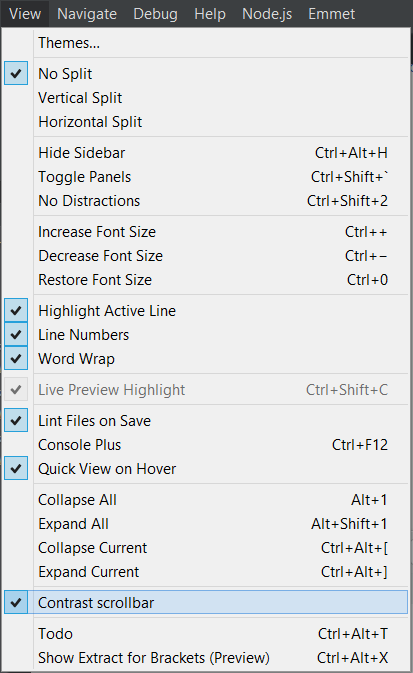 View Navigate Debug Help Node.js Emmet
Themes...
No Split
Vertical Split
Horizontal Split
Hide Sidebar Ctrl+Alt+H
Toggle Panels Ctrl+Shift+`
No Distractions Ctrl+Shift+2
Increase Font Size Ctrl++
Decrease Font Size Ctrl+−
Restore Font Size Ctrl+0
Highlight Active Line
Line Numbers
Word Wrap
Live Preview Highlight Ctrl+Shift+C
Lint Files on Save
Console Plus Ctrl+F12
Quick View on Hover
Collapse All Alt+1
Expand All Alt+Shift+1
Collapse Current Ctrl+Alt+[
Expand Current Ctrl+Alt+]
Contrast scrollbar
Todo Ctrl+Alt+T
Show Extract for Brackets (Preview) Ctrl+Alt+X